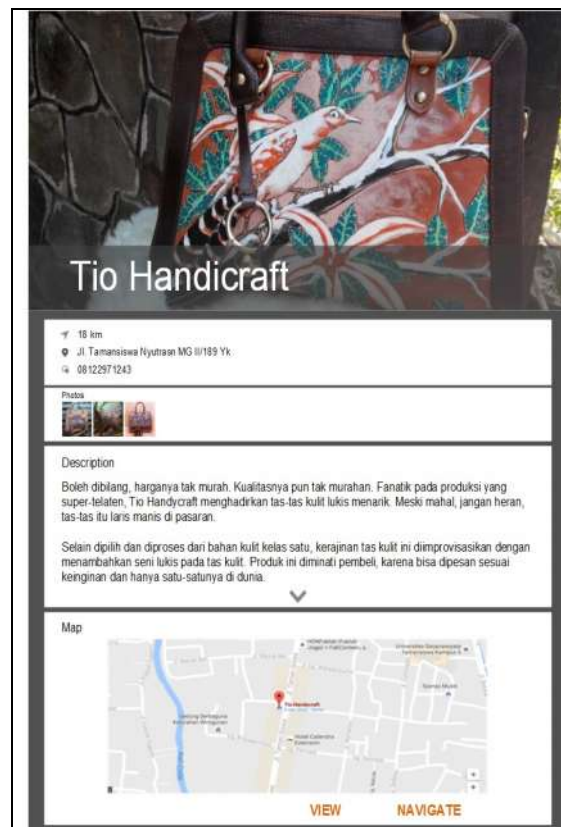 Tio Handicraft
18 km
Jl. Tamansiswa Nyutrasn MG II/189 Yk
08122971243
Photos
Description
Boleh dibilang, harganya tak murah. Kualitasnya pun tak murahan. Fanatik pada produksi yang
super-telaten, Tio Handycraft menghadirkan tas-tas kulit lukis menarik. Meski mahal, jangan heran,
tas-tas itu laris manis di pasaran.
Selain dipilih dan diproses dari bahan kulit kelas satu, kerajinan tas kulit ini diimprovisasikan dengan
menambahkan seni lukis pada tas kulit. Produk ini diminati pembeli, karena bisa dipesan sesuai
keinginan dan hanya satu-satunya di dunia.
Map
Tio Handicraft
VIEW NAVIGATE